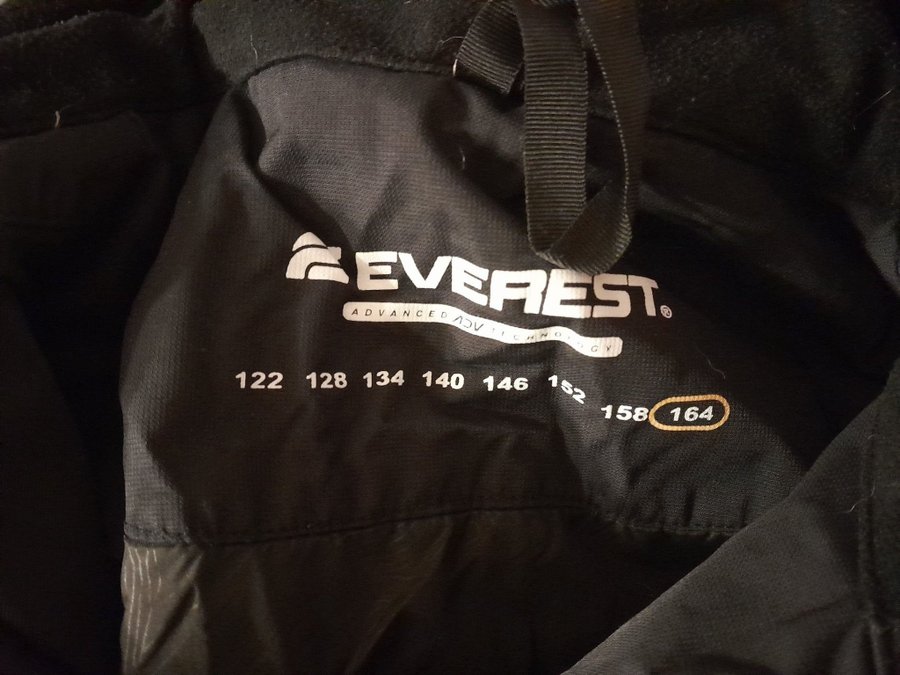 EVEREST®
ADVANCED ADV TECHNOLOGY
122 128 134 140 146 152 158 164